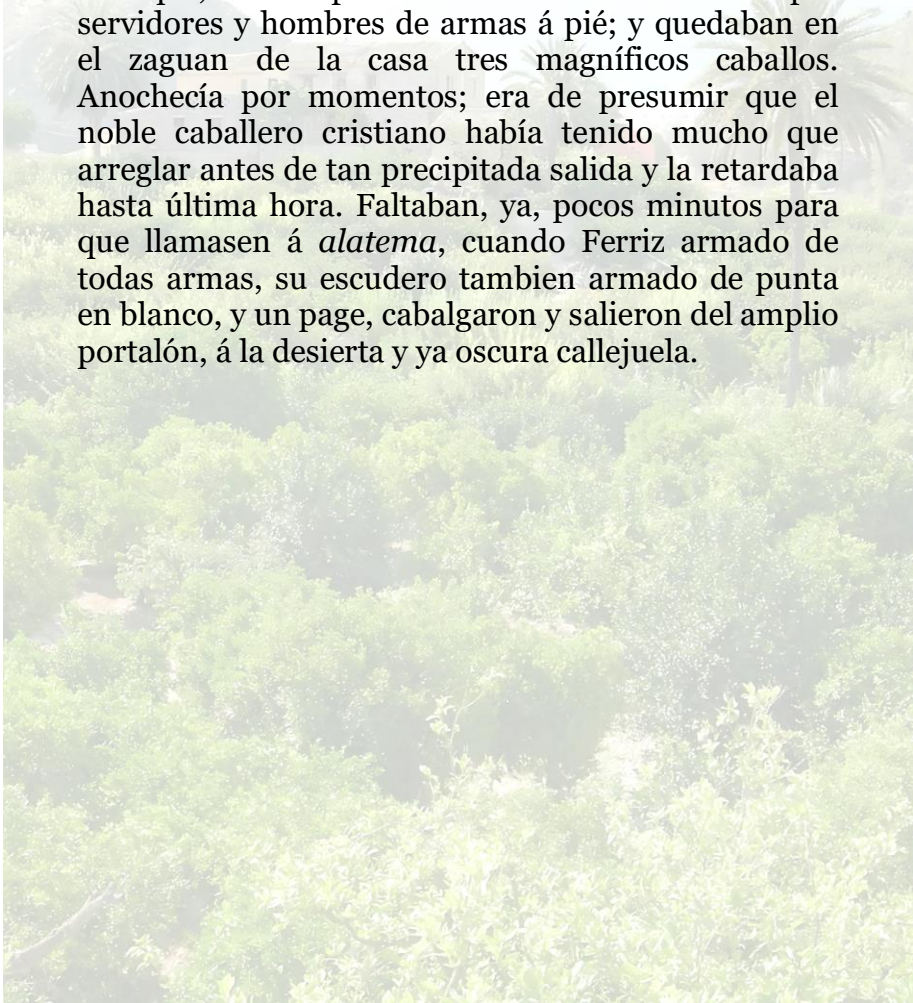 servidores y hombres de armas á pié; y quedaban en
el zaguan de la casa tres magníficos caballos.
Anochecía por momentos; era de presumir que el
noble caballero cristiano había tenido mucho que
arreglar antes de tan precipitada salida y la retardaba
hasta última hora. Faltaban, ya, pocos minutos para
que llamasen á alatema, cuando Ferriz armado de
todas armas, su escudero tambien armado de punta
en blanco, y un page, cabalgaron y salieron del amplio
portalón, á la desierta y ya oscura callejuela.